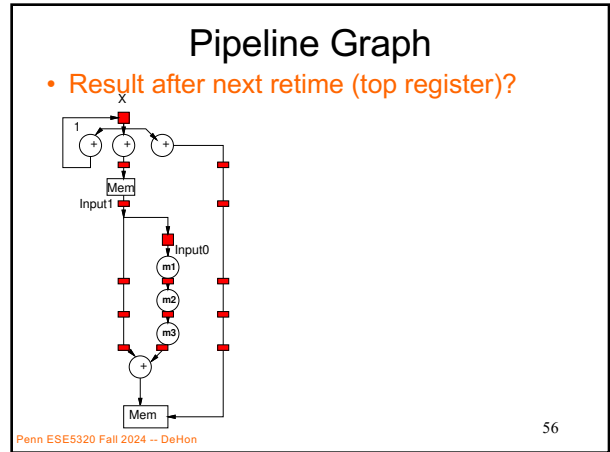 Pipeline Graph
• Result after next retime (top register)?
X
1
+ + +
Mem
Input1
Input0
m1
m2
m3
+
Mem
56
Penn ESE5320 Fall 2024 -- DeHon